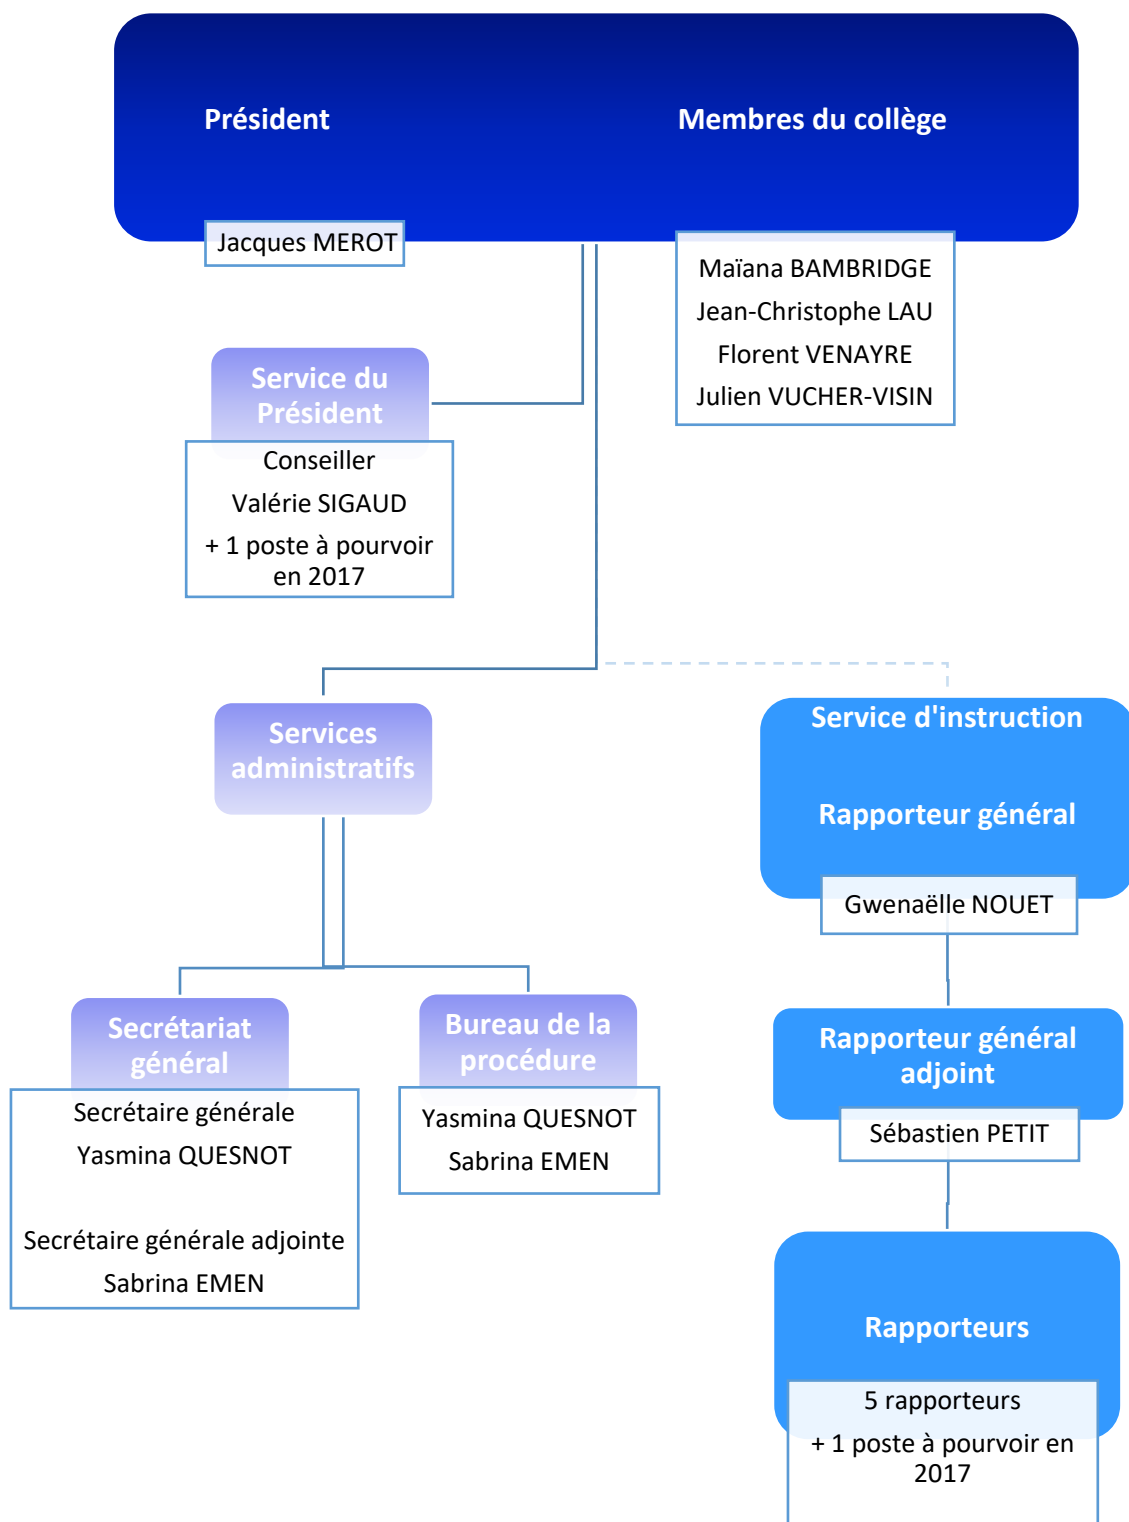 Président
Membres du collège
Jacques MEROT
Maïana BAMBRIDGE
Jean-Christophe LAU
Florent VENAYRE
Julien VUCHER-VISIN
Service du
Président
Conseiller
Valérie SIGAUD
+ 1 poste à pourvoir
en 2017
Services
administratifs
Service d'instruction
Rapporteur général
Gwenaëlle NOUET
Secrétariat
général
Secrétaire générale
Yasmina QUESNOT
Secrétaire générale adjointe
Sabrina EMEN
Bureau de la
procédure
Yasmina QUESNOT
Sabrina EMEN
Rapporteur général
adjoint
Sébastien PETIT
Rapporteurs
5 rapporteurs
+ 1 poste à pourvoir en
2017